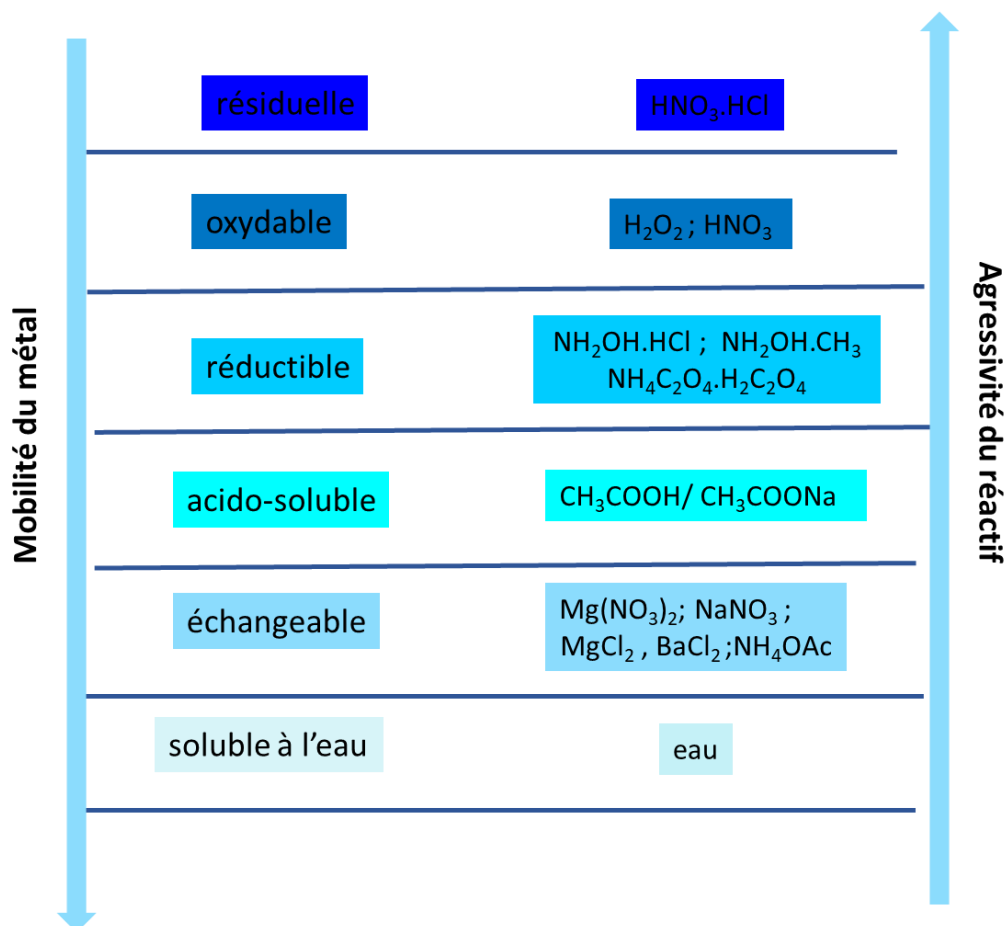 résiduelle
HNO₃.HCl
oxydable
H₂O₂ ; HNO₃
réductible
NH₂OH.HCl ; NH₂OH.CH₃
NH₄C₂O₄.H₂C₂O₄
acido-soluble
CH₃COOH/ CH₃COONa
échangeable
Mg(NO₃)₂; NaNO₃ ;
MgCl₂ , BaCl₂ ;NH₄OAc
soluble à l’eau
eau
Mobilité du métal
Agressivité du réactif